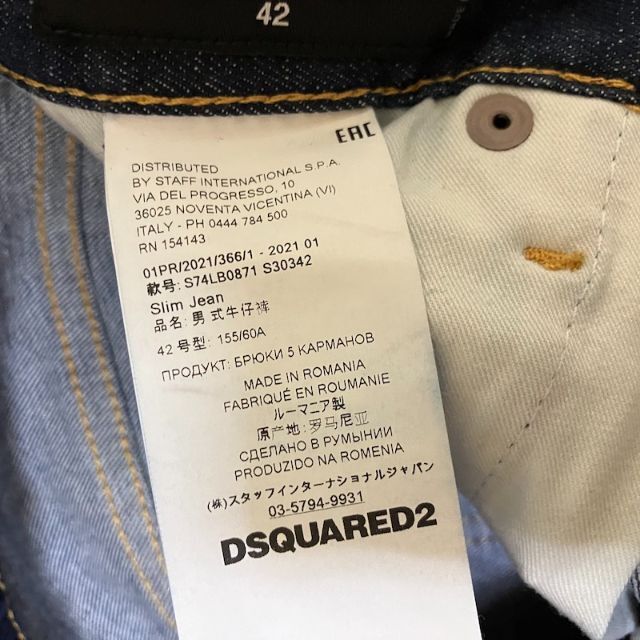 42
EAC
DISTRIBUTED
BY STAFF INTERNATIONAL S.P.A.
VIA DEL PROGRESSO, 10
36025 NOVENTA VICENTINA (VI)
ITALY - PH 0444 784 500
RN 154143
01PR/2021/366/1 - 2021 01
款号: S74LB0871 S30342
Slim Jean
品名: 男式牛仔裤
42 号型: 155/60A
ПРОДУКТ: БРЮКИ 5 КАРМАНОВ
MADE IN ROMANIA
FABRIQUÉ EN ROUMANIE
ルーマニア製
原产地: 罗马尼亚
СДЕЛАНО В РУМЫНИИ
PRODUZIDO NA ROMENIA
(株)スタッフインターナショナルジャパン
03-5794-9931
DSQUARED2